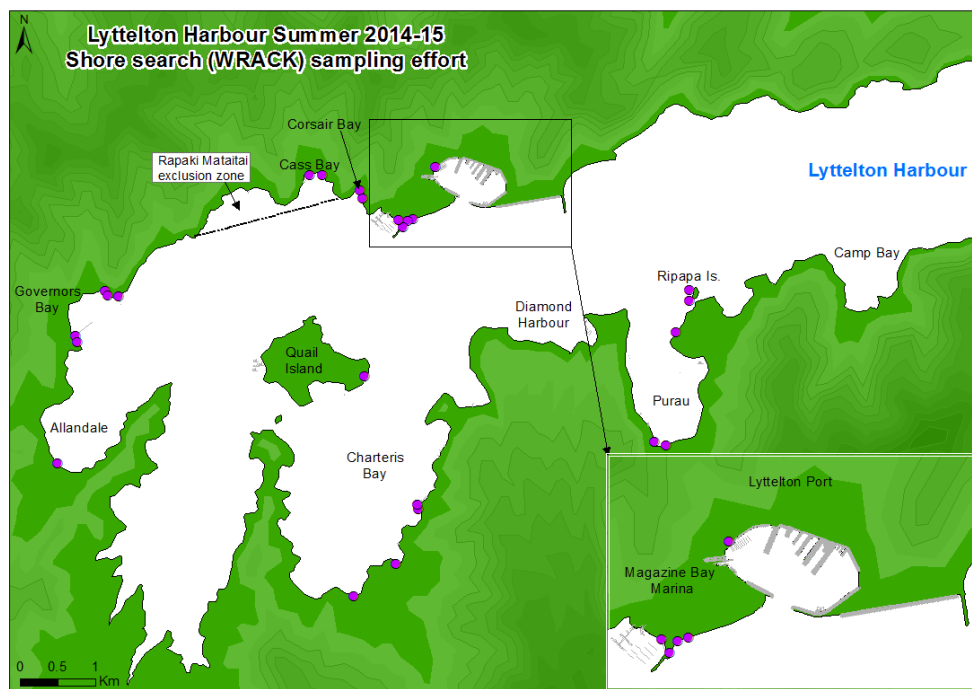 N
Lyttelton Harbour Summer 2014-15
Shore search (WRACK) sampling effort
Corsair Bay
Rapaki Mataitai
exclusion zone
Cass Bay
Lyttelton Harbour
Camp Bay
Ripapa Is.
Governors
Bay
Diamond
Harbour
Quail
Island
Purau
Allandale
Charteris
Bay
Lyttelton Port
Magazine Bay
Marina
0 0.5 1
Km